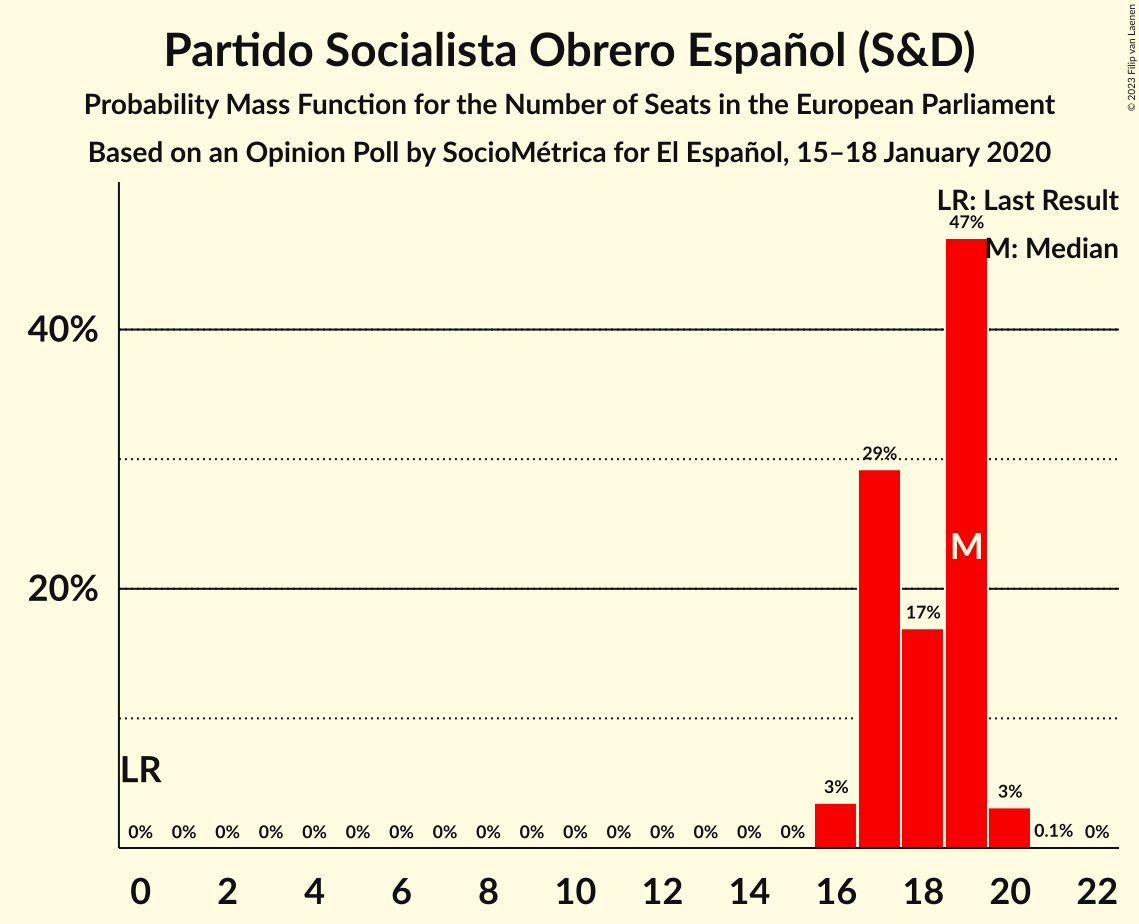 © 2023 Filip van Laenen
Partido Socialista Obrero Español (S&D)
Probability Mass Function for the Number of Seats in the European Parliament
Based on an Opinion Poll by SocioMétrica for El Español, 15–18 January 2020
LR: Last Result
47%
M: Median
40%
29%
M
20%
17%
LR
3%
3%
0% 0% 0% 0% 0% 0% 0% 0% 0% 0% 0% 0% 0% 0% 0% 0% 0.1% 0%
0 2 4 6 8 10 12 14 16 18 20 22